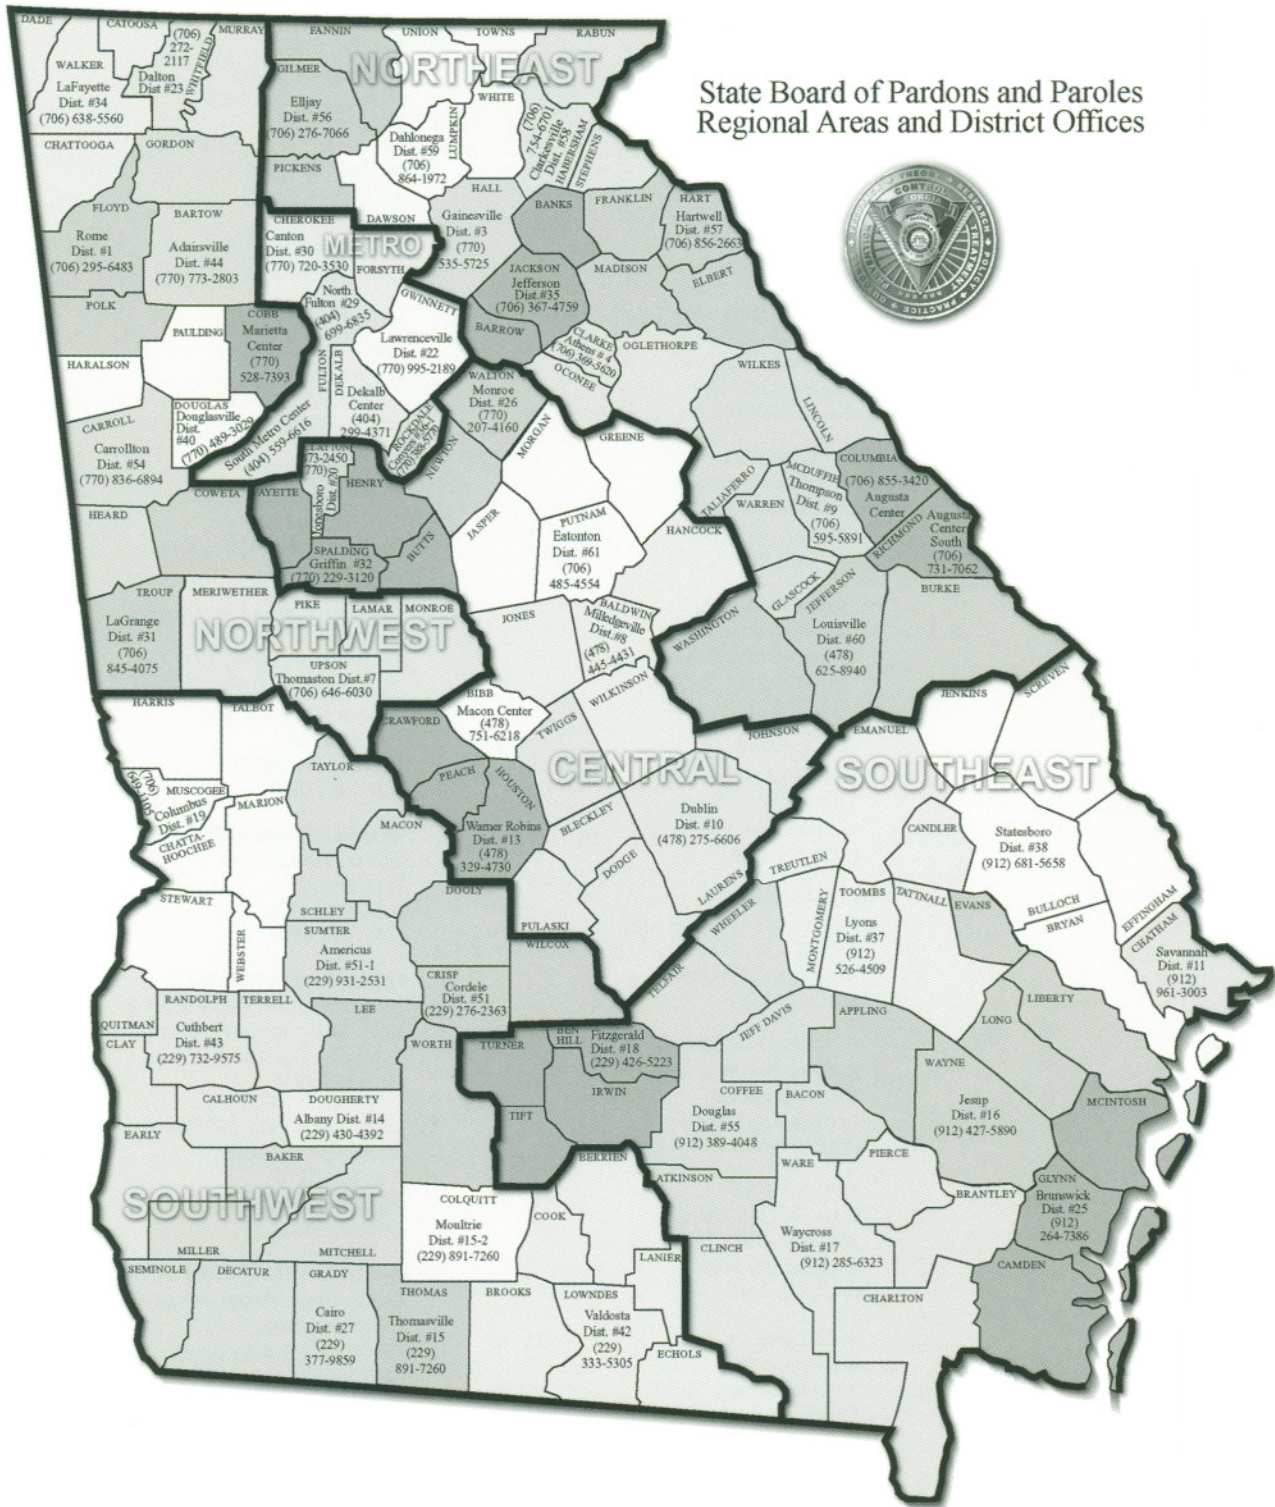 State Board of Pardons and Paroles
Regional Areas and District Offices
DADE
CATOOSA
(706)
272-
2117
Dalton
Dist #23
WHITFIELD
MURRAY
WALKER
LaFayette
Dist. #34
(706) 638-5560
CHATTOOGA
GORDON
FLOYD
Rome
Dist. #1
(706) 295-6483
BARTOW
Adairsville
Dist. #44
(770) 773-2803
POLK
PAULDING
COBB
Marietta
Center
(770)
528-7393
HARALSON
DOUGLAS
Douglasville
Dist.
#40
(770) 489-3029
CARROLL
Carrollton
Dist. #54
(770) 836-6894
COWETA
HEARD
TROUP
LaGrange
Dist. #31
(706)
845-4075
MERIWETHER
PIKE
LAMAR
MONROE
NORTHWEST
UPSON
Thomaston Dist.#7
(706) 646-6030
FANNIN
UNION
TOWNS
RABUN
NORTHEAST
GILMER
Elljay
Dist. #56
(706) 276-7066
PICKENS
WHITE
LUMPKIN
Dahlonega
Dist. #59
(706)
864-1972
DAWSON
(706)
754-6701
Clarkesville
Dist. #58
HABERSHAM
STEPHENS
HALL
Gainesville
Dist. #3
(770)
535-5725
BANKS
FRANKLIN
HART
Hartwell
Dist. #57
(706) 856-2663
JACKSON
Jefferson
Dist.#35
(706) 367-4759
MADISON
ELBERT
BARROW
CLARKE
Athens # 4
(706) 369-5620
OCONEE
OGLETHORPE
WILKES
LINCOLN
TALIAFERRO
WARREN
MCDUFFIE
Thompson
Dist. #9
(706)
595-5891
COLUMBIA
(706) 855-3420
Augusta
Center
RICHMOND
Augusta
Center
South
(706)
731-7062
GLASCOCK
JEFFERSON
Louisville
Dist. #60
(478)
625-8940
BURKE
WASHINGTON
CHEROKEE
Canton
Dist. #30
(770) 720-3530
METRO
FORSYTH
North
Fulton #29
(404)
699-6835
GWINNETT
Lawrenceville
Dist. #22
(770) 995-2189
FULTON
DEKALB
Dekalb
Center
(404)
299-4371
South Metro Center
(404) 559-6616
ROCKDALE
CLAYTON
(770)
Jonesboro
Dist. #20
FAYETTE
HENRY
SPALDING
Griffin #32
(770) 229-3120
BUTTS
NEWTON
WALTON
Monroe
Dist. #26
(770)
207-4160
MORGAN
GREENE
JASPER
PUTNAM
Eatonton
Dist. #61
(706)
485-4554
HANCOCK
JONES
BALDWIN
Milledgeville
Dist.#8
(478)
445-4431
BIBB
Macon Center
(478)
751-6218
TWIGGS
WILKINSON
CRAWFORD
PEACH
HOUSTON
Warner Robins
Dist. #13
(478)
329-4730
CENTRAL
JOHNSON
BLECKLEY
Dublin
Dist. #10
(478) 275-6606
DODGE
LAURENS
PULASKI
WILCOX
HARRIS
TALBOT
(706)
649-1105
MUSCOGEE
Columbus
Dist. #19
CHATTA-
HOOCHEE
MARION
TAYLOR
MACON
STEWART
WEBSTER
SCHLEY
DOOLY
SUMTER
Americus
Dist. #51-1
(229) 931-2531
CRISP
Cordele
Dist. #51
(229) 276-2363
QUITMAN
RANDOLPH
Cuthbert
Dist. #43
(229) 732-9575
TERRELL
LEE
WORTH
CLAY
CALHOUN
DOUGHERTY
Albany Dist. #14
(229) 430-4392
EARLY
BAKER
SOUTHWEST
MILLER
MITCHELL
COLQUITT
Moultrie
Dist. #15-2
(229) 891-7260
SEMINOLE
DECATUR
GRADY
Cairo
Dist. #27
(229)
377-9859
THOMAS
Thomasville
Dist. #15
(229)
891-7260
BROOKS
COOK
BERRIEN
LANIER
LOWNDES
Valdosta
Dist. #42
(229)
333-5305
ECHOLS
SOUTHEAST
EMANUEL
JENKINS
SCREVEN
CANDLER
Statesboro
Dist. #38
(912) 681-5658
BULLOCH
EFFINGHAM
BRYAN
CHATHAM
Savannah
Dist. #11
(912)
961-3003
TREUTLEN
WHEELER
MONTGOMERY
TOOMBS
Lyons
Dist. #37
(912)
526-4509
TATTNALL
EVANS
TELFAIR
JEFF DAVIS
APPLING
LONG
LIBERTY
TURNER
BEN
HILL
Fitzgerald
Dist. #18
(229) 426-5223
IRWIN
TIFT
COFFEE
Douglas
Dist. #55
(912) 389-4048
BACON
WAYNE
Jesup
Dist. #16
(912) 427-5890
MCINTOSH
ATKINSON
WARE
Waycross
Dist. #17
(912) 285-6323
PIERCE
BRANTLEY
GLYNN
Brunswick
Dist. #25
(912)
264-7386
CLINCH
CHARLTON
CAMDEN